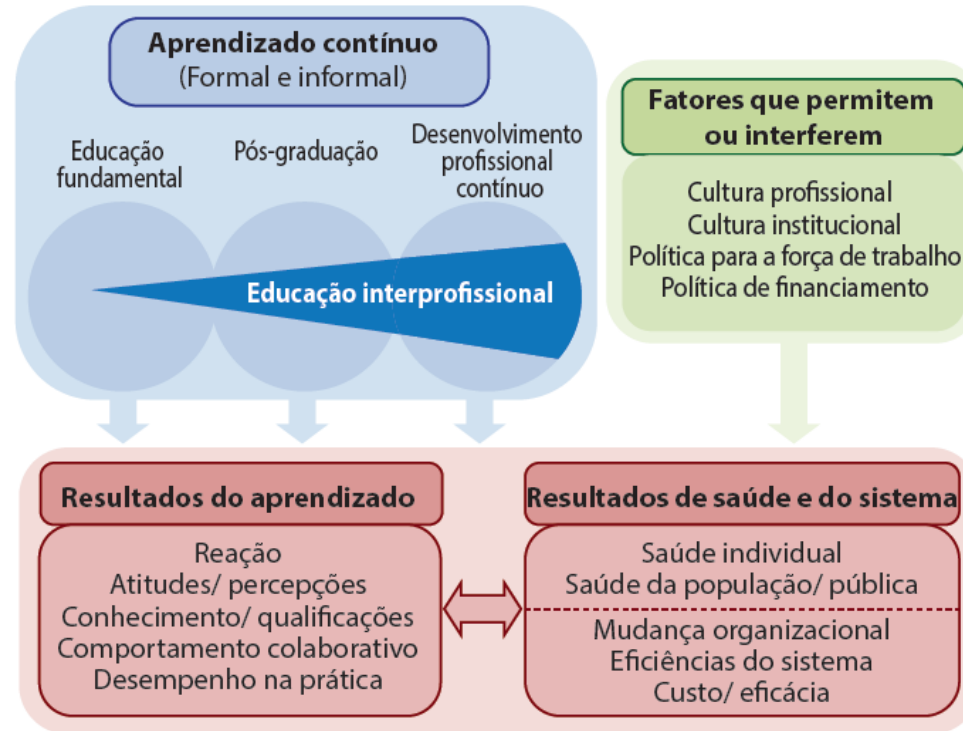 Aprendizado contínuo
(Formal e informal)
Educação
fundamental
Pós-graduação
Desenvolvimento
profissional
contínuo
Educação interprofissional
Fatores que permitem
ou interferem
Cultura profissional
Cultura institucional
Política para a força de trabalho
Política de financiamento
Resultados do aprendizado
Reação
Atitudes/ percepções
Conhecimento/ qualificações
Comportamento colaborativo
Desempenho na prática
Resultados de saúde e do sistema
Saúde individual
Saúde da população/ pública
Mudança organizacional
Eficiências do sistema
Custo/ eficácia